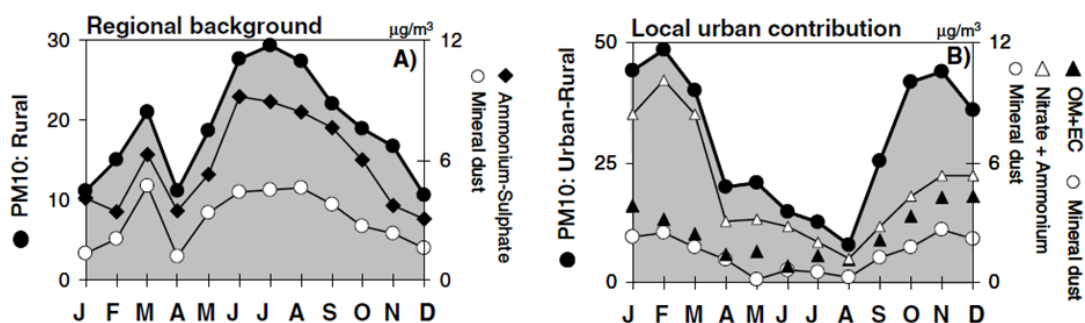 Regional background
µg/m³
A)
30
20
10
0
12
6
0
● PM10: Rural
◆ Ammonium-Sulphate
○ Mineral dust
J F M A M J J A S O N D
Local urban contribution
µg/m³
B)
50
25
0
12
6
0
● PM10: Urban-Rural
▲ OM+EC ○ Mineral dust
△ Nitrate + Ammonium
○ Mineral dust
J F M A M J J A S O N D